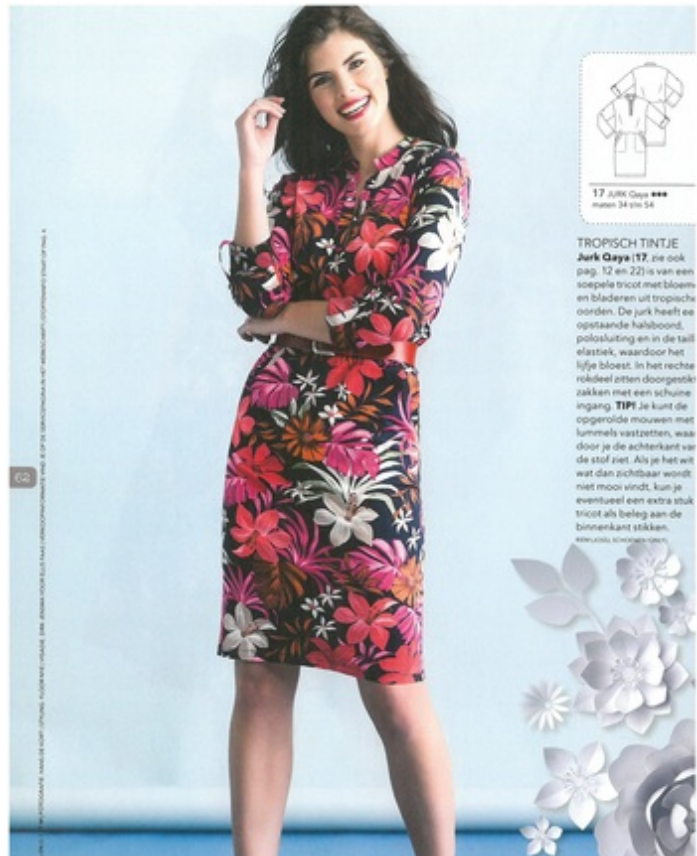 17 JURK Qaya ●●●
maten 34 t/m 54
TROPISCH TINTJE
Jurk Qaya (17, zie ook
pag. 12 en 22) is van een
soepele tricot met bloem
en bladeren uit tropisch
oorden. De jurk heeft ee
opstaande halsboord,
polosluiting en in de taill
elastiek, waardoor het
lijfje bloest. In het rechte
rokdeel zitten doorgestik
zakken met een schuine
ingang. TIP! Je kunt de
opgerolde mouwen met
lummels vastzetten, waa
door je de achterkant van
de stof ziet. Als je het wit
wat dan zichtbaar wordt
niet mooi vindt, kun je
eventueel een extra stuk
tricot als beleg aan de
binnenkant stikken.
62